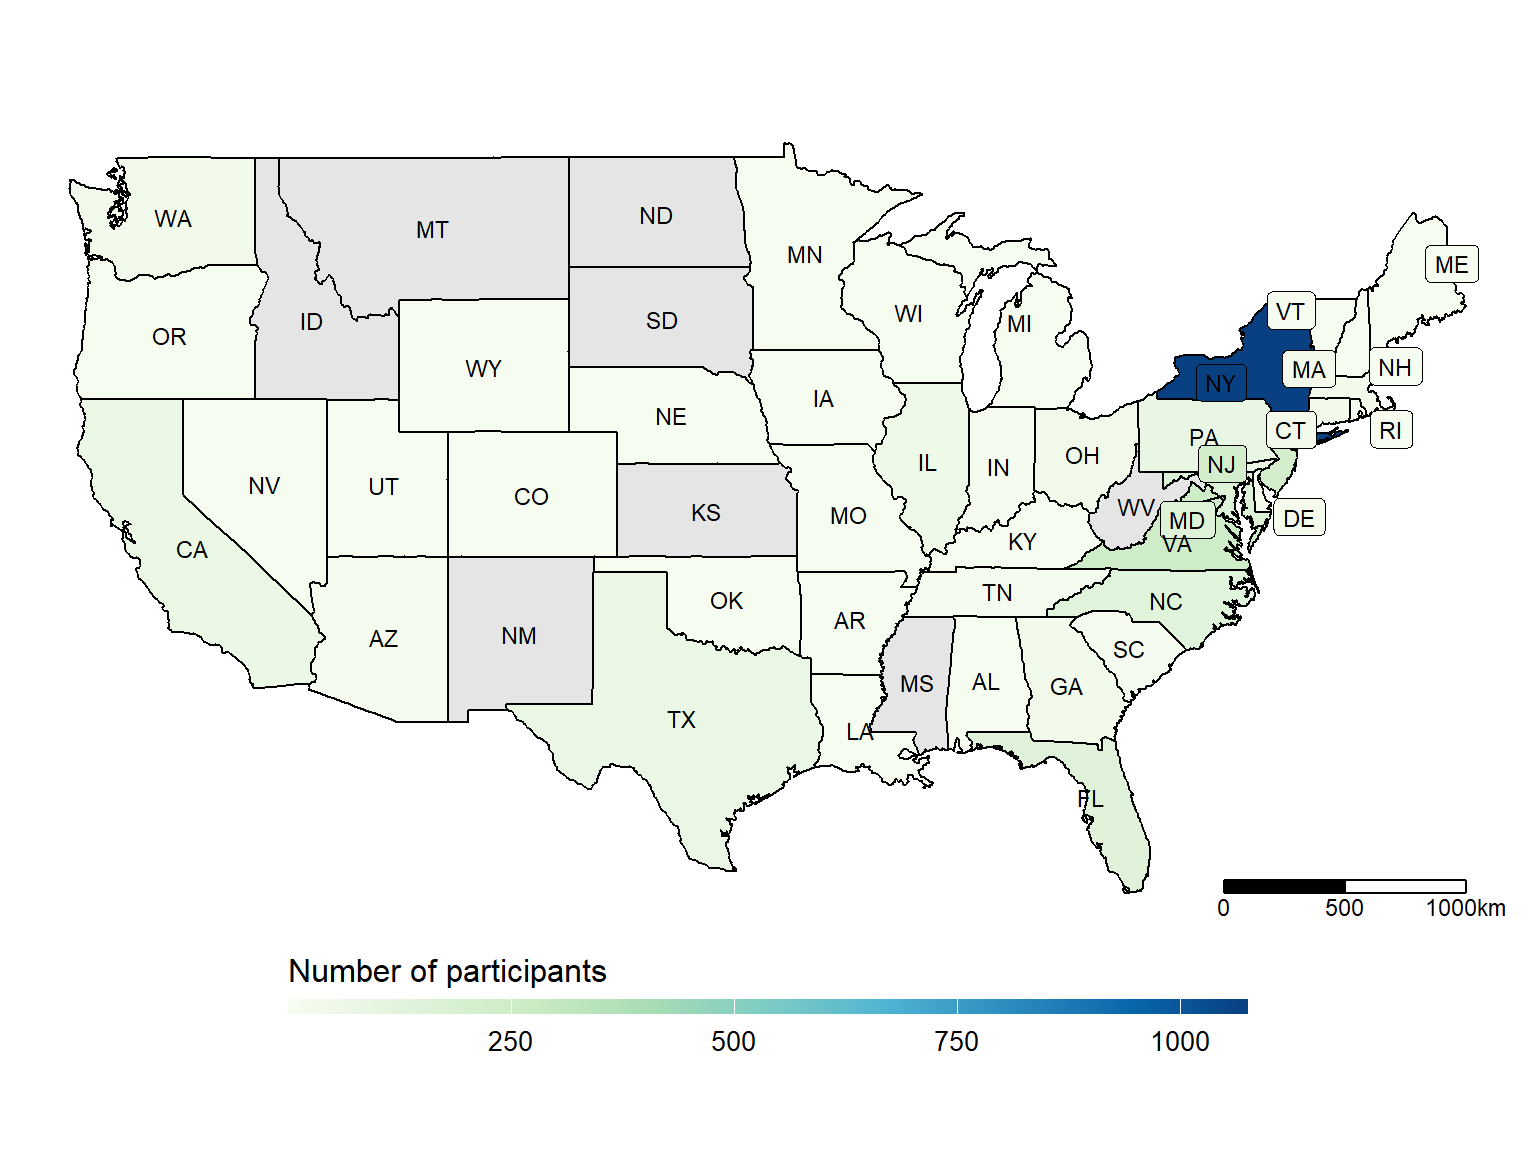 WA
MT
ND
MN
ME
OR
ID
SD
WI
MI
VT
WY
MA
NH
NY
NE
IA
CT
RI
PA
NV
UT
CO
IL
IN
OH
NJ
KS
MO
WV
MD
DE
CA
KY
VA
AZ
NM
OK
AR
TN
NC
SC
TX
LA
MS
AL
GA
FL
0
500
1000km
Number of participants
250
500
750
1000